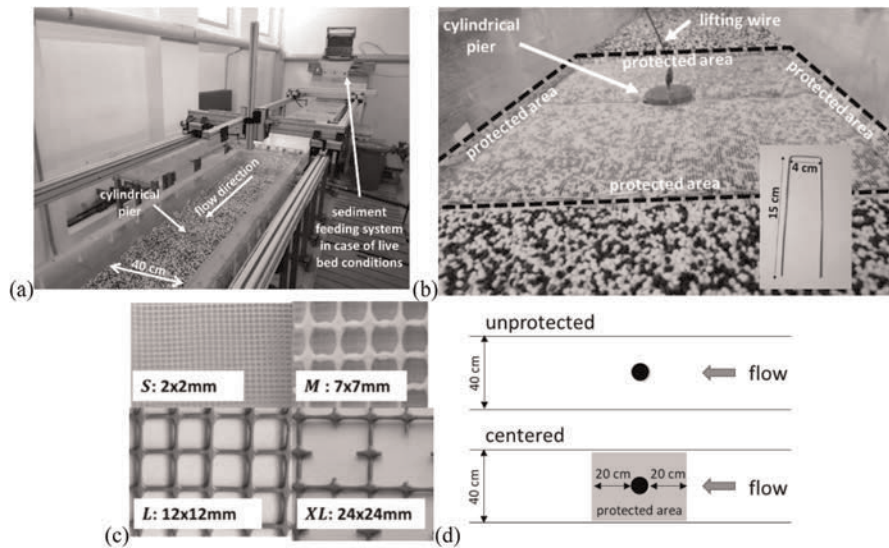 cylindrical
pier
flow direction
40 cm
sediment
feeding system
in case of live
bed conditions
(a)
cylindrical
pier
lifting wire
protected area
protected area
protected area
protected area
4 cm
15 cm
(b)
S: 2x2mm
M : 7x7mm
L: 12x12mm
XL: 24x24mm
(c)
unprotected
40 cm
flow
centered
40 cm
20 cm
20 cm
protected area
flow
(d)